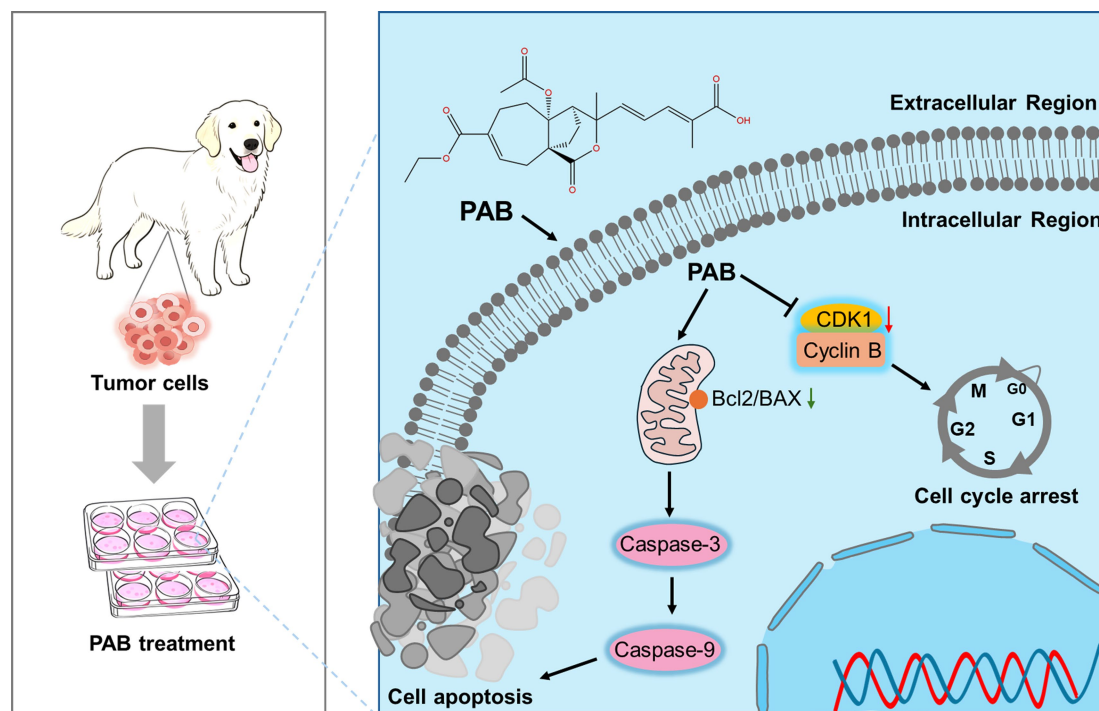 Tumor cells
PAB treatment
O
O
O
O
O
O
O
O
OH
Extracellular Region
Intracellular Region
PAB
PAB
CDK1
Cyclin B
Bcl2/BAX
M
G0
G1
G2
S
Cell cycle arrest
Caspase-3
Caspase-9
Cell apoptosis